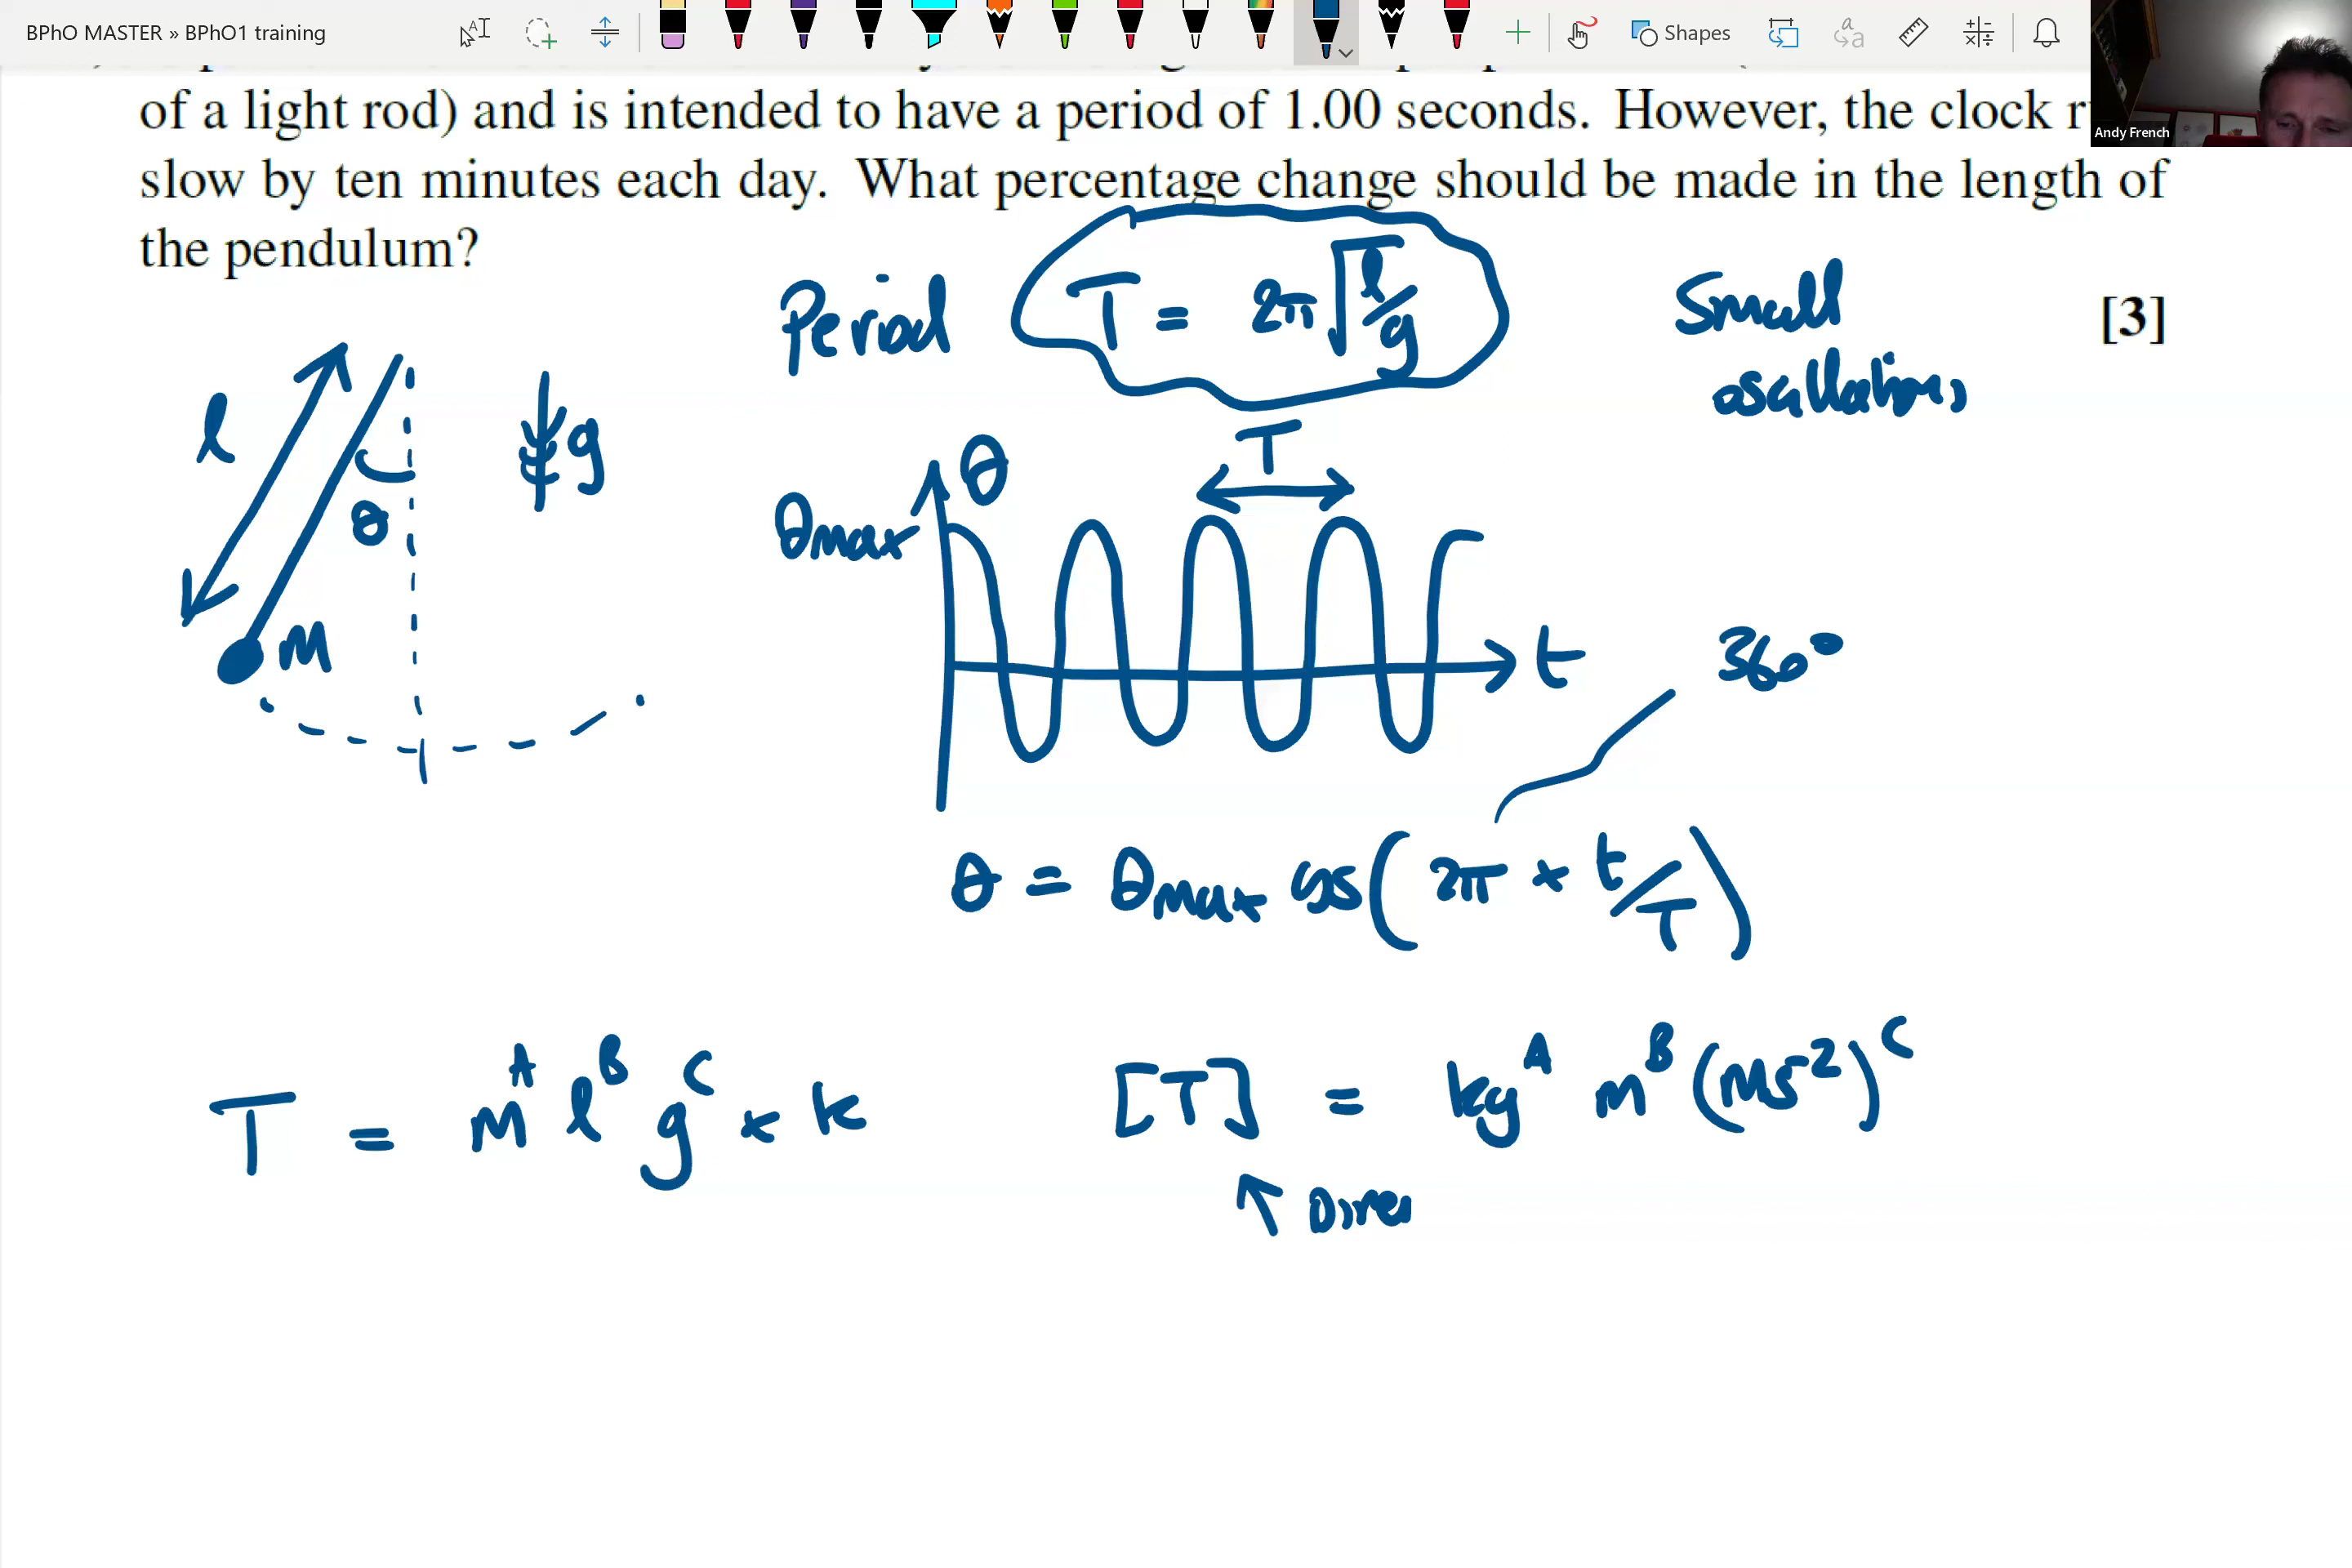 BPhO MASTER » BPhO1 training
Shapes
Andy French
of a light rod) and is intended to have a period of 1.00 seconds. However, the clock r
slow by ten minutes each day. What percentage change should be made in the length of
the pendulum?
[3]
Period T = 2π√l/g
Small
oscillations
l
θ
g
M
θmax
θ
T
t
360°
θ = θmax cos(2π × t/T)
T = m^A l^B g^C × k
[T] = kg^A m^B (ms⁻²)^C
↑ Dimen